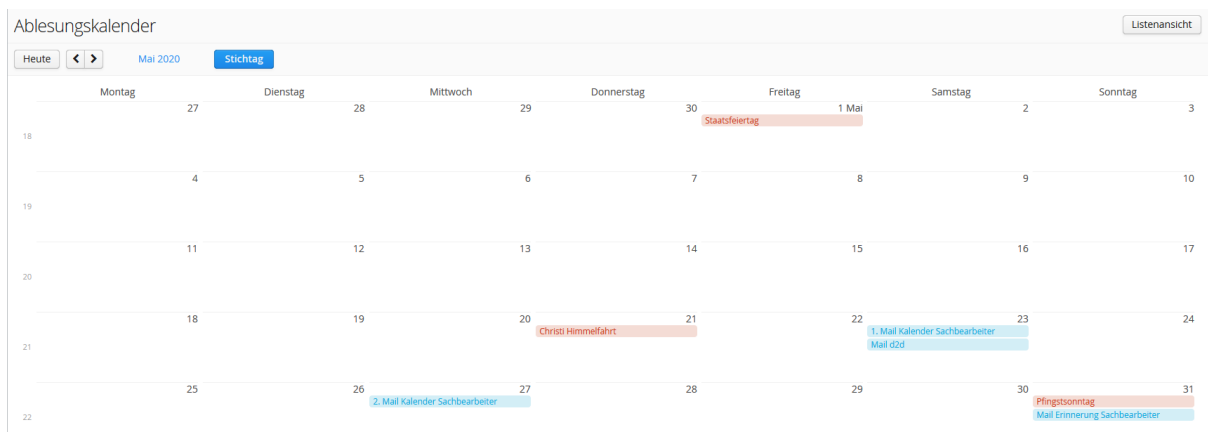 Ablesungskalender Listenansicht
Heute Mai 2020 Stichtag
Montag Dienstag Mittwoch Donnerstag Freitag Samstag Sonntag
27 28 29 30 1 Mai 2 3
Staatsfeiertag
18
4 5 6 7 8 9 10
19
11 12 13 14 15 16 17
20
18 19 20 21 22 23 24
Christi Himmelfahrt 1. Mail Kalender Sachbearbeiter
21 Mail d2d
25 26 27 28 29 30 31
2. Mail Kalender Sachbearbeiter Pfingstsonntag
22 Mail Erinnerung Sachbearbeiter